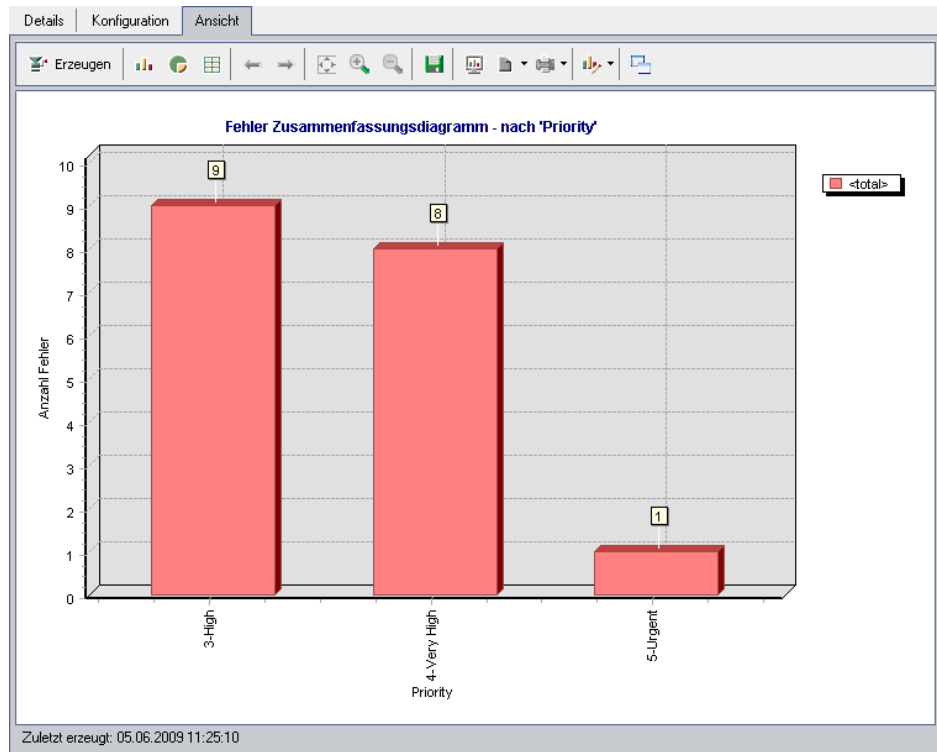 Details Konfiguration Ansicht
Erzeugen
Fehler Zusammenfassungsdiagramm - nach 'Priority'
<total>
Anzahl Fehler
10
9
8
7
6
5
4
3
2
1
0
9
8
1
3-High
4-Very High
5-Urgent
Priority
Zuletzt erzeugt: 05.06.2009 11:25:10